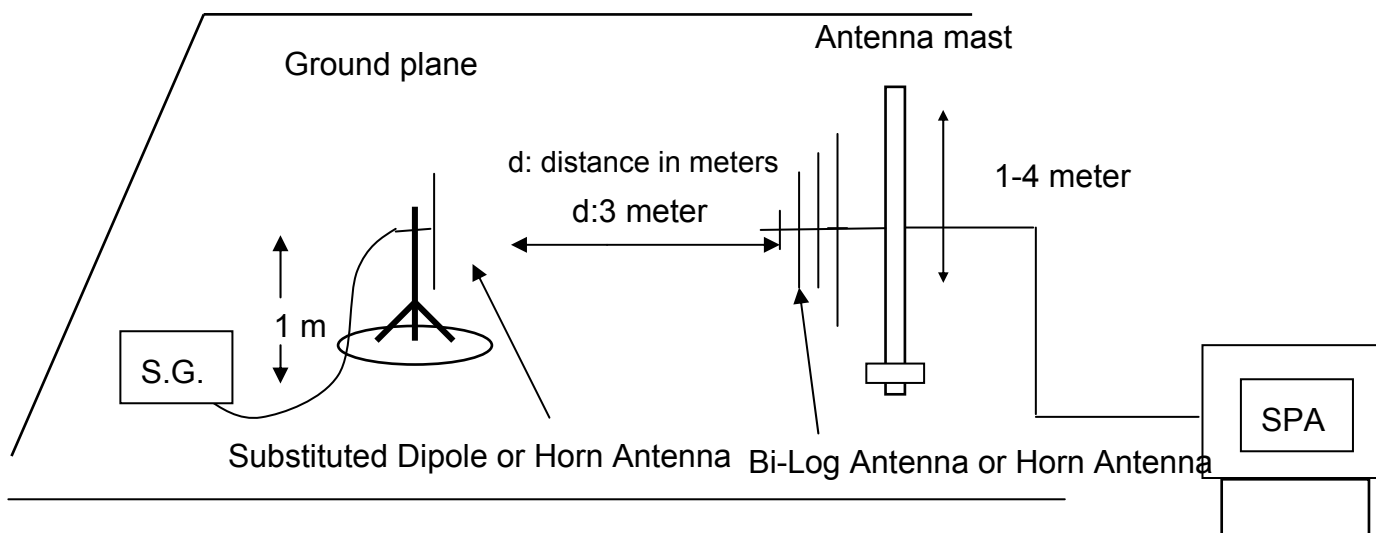 Antenna mast
Ground plane
d: distance in meters
d:3 meter
1-4 meter
1 m
S.G.
SPA
Substituted Dipole or Horn Antenna
Bi-Log Antenna or Horn Antenna